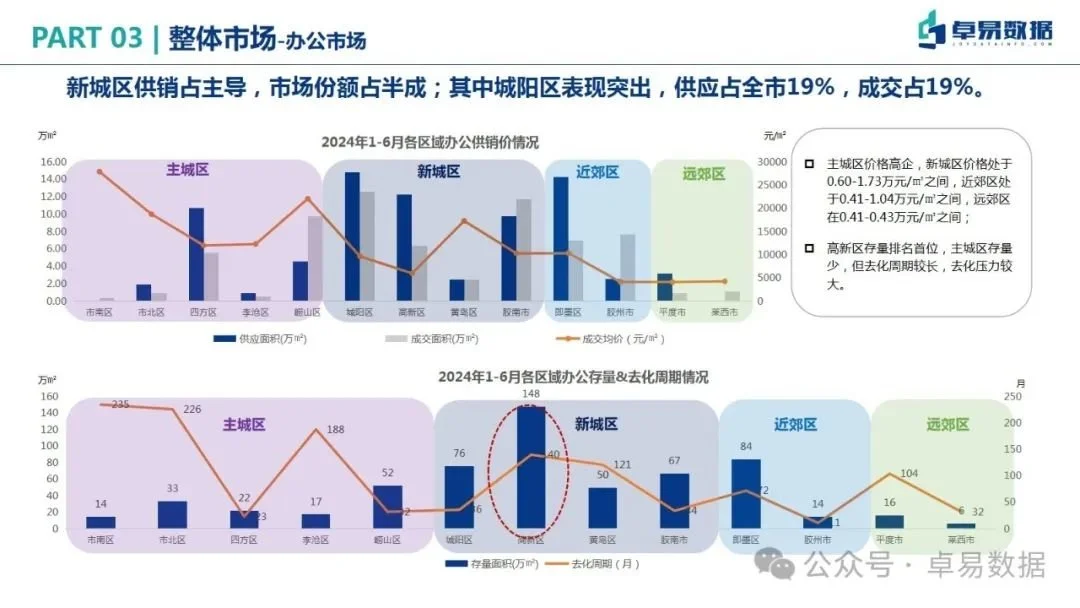 PART 03 | 整体市场-办公市场
卓易数据
JOYDATAINFO.COM
新城区供销占主导，市场份额占半成；其中城阳区表现突出，供应占全市19%，成交占19%。
2024年1-6月各区域办公供销价情况
万㎡
元/㎡
主城区 新城区 近郊区 远郊区
16.00
14.00
12.00
10.00
8.00
6.00
4.00
2.00
0.00
30000
25000
20000
15000
10000
5000
0
市南区 市北区 四方区 李沧区 崂山区 城阳区 高新区 黄岛区 胶南市 即墨区 胶州市 平度市 莱西市
供应面积(万㎡) 成交面积(万㎡) 成交均价（元/㎡）
主城区价格高企，新城区价格处于
0.60-1.73万元/㎡之间，近郊区处
于0.41-1.04万元/㎡之间，远郊区
在0.41-0.43万元/㎡之间；
高新区存量排名首位，主城区存量
少，但去化周期较长，去化压力较
大。
2024年1-6月各区域办公存量&去化周期情况
万㎡
月
主城区 新城区 近郊区 远郊区
160
140
120
100
80
60
40
20
0
250
200
150
100
50
0
14 33 22 17 52 76 148 50 67 84 14 16 6
235 226 23 188 121 104 32
市南区 市北区 四方区 李沧区 崂山区 城阳区 高新区 黄岛区 胶南市 即墨区 胶州市 平度市 莱西市
存量面积(万㎡) 去化周期（月）
公众号 · 卓易数据